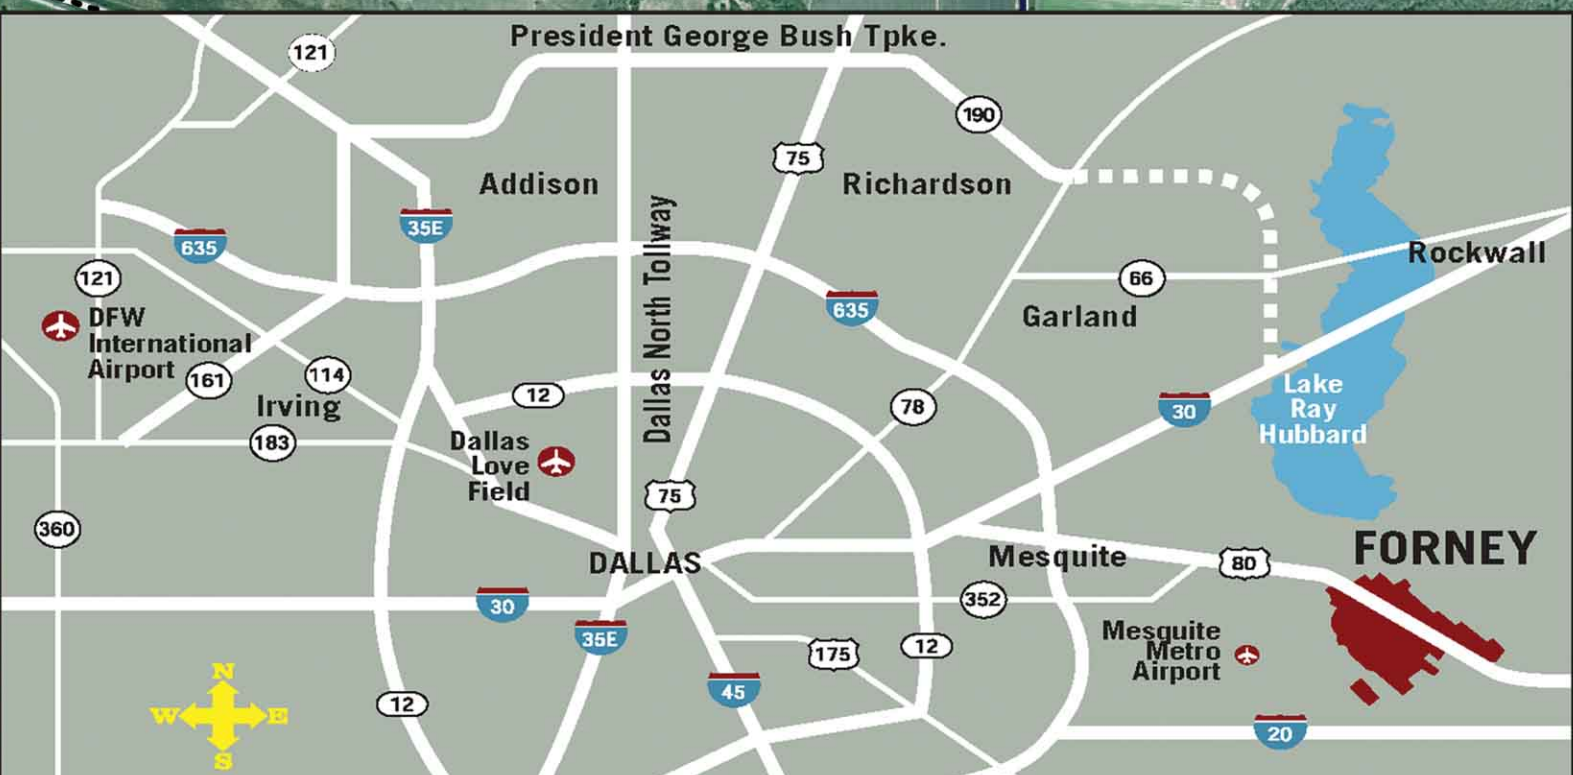 President George Bush Tpke.
121
190
75
Addison
Richardson
35E
635
Dallas North Tollway
Rockwall
121
66
DFW
International
Airport
635
Garland
161
114
12
78
30
Lake
Ray
Hubbard
Irving
183
Dallas
Love
Field
75
360
FORNEY
DALLAS
Mesquite
80
30
352
35E
Mesquite
Metro
Airport
175
12
45
12
20
N
W
E
S